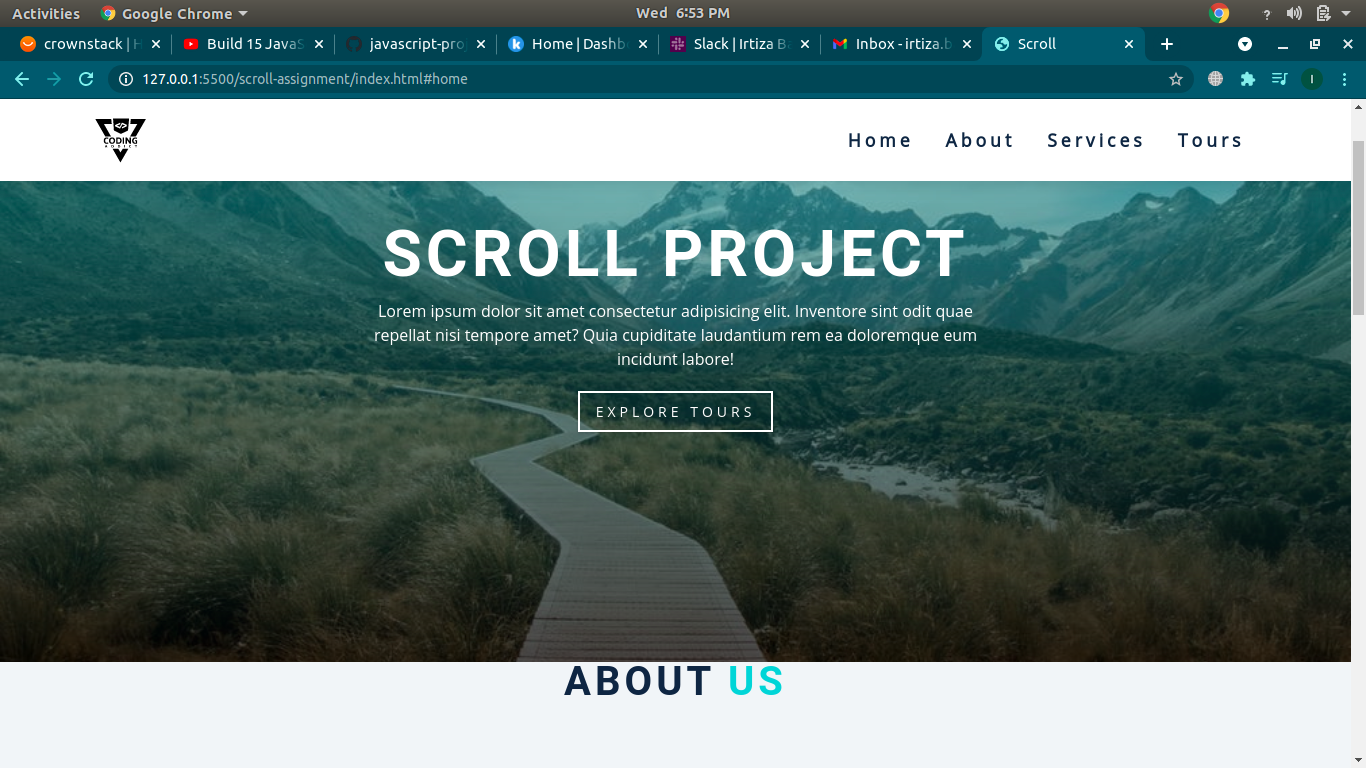 Activities Google Chrome Wed 6:53 PM ?
crownstack | H Build 15 JavaS javascript-pro Home | Dashb Slack | Irtiza Ba Inbox - irtiza.b Scroll
127.0.0.1:5500/scroll-assignment/index.html#home I
CODING
ADDICT
Home About Services Tours
SCROLL PROJECT
Lorem ipsum dolor sit amet consectetur adipisicing elit. Inventore sint odit quae
repellat nisi tempore amet? Quia cupiditate laudantium rem ea doloremque eum
incidunt labore!
EXPLORE TOURS
ABOUT US